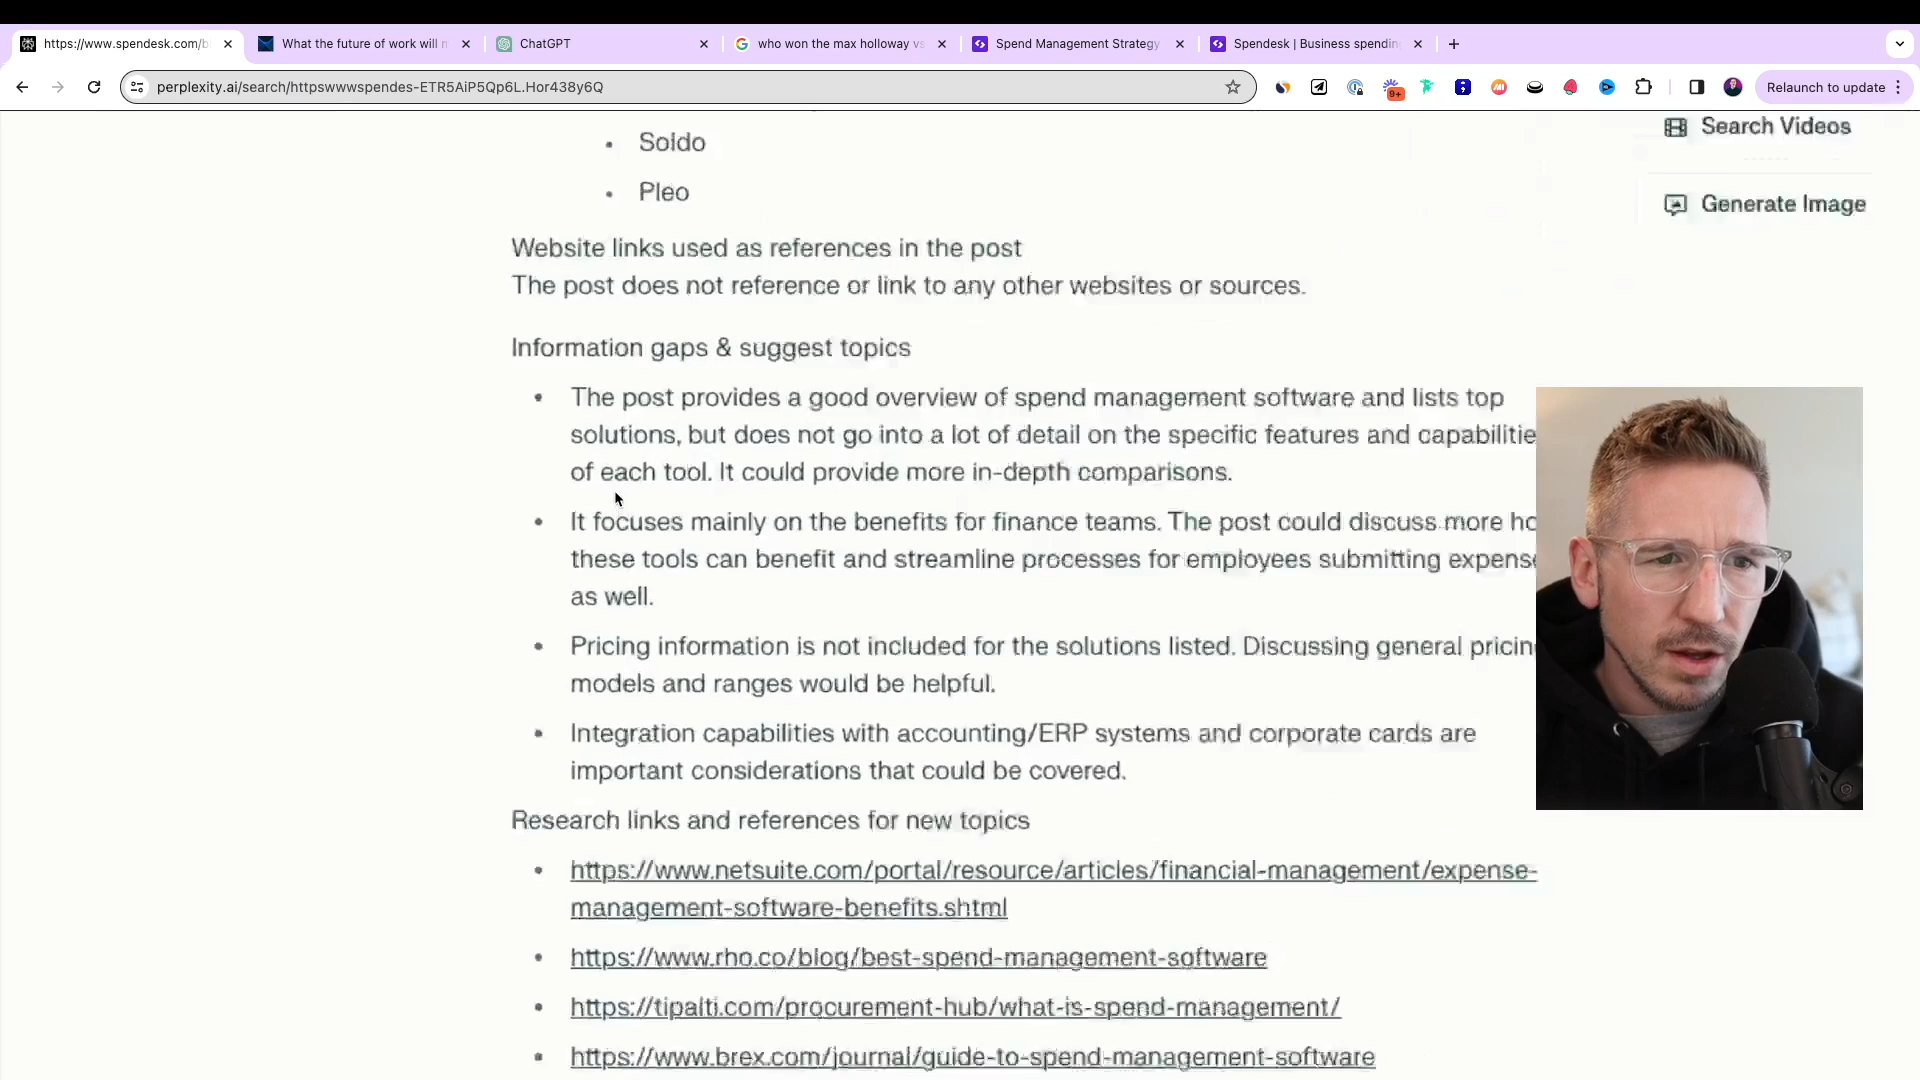 https://www.spendesk.com/b
What the future of work will
ChatGPT
who won the max holloway vs
Spend Management Strategy
Spendesk | Business spending
perplexity.ai/search/httpswwwspendes-ETR5AiP5Qp6L.Hor438y6Q
9+
Relaunch to update
Search Videos
Generate Image
Soldo
Pleo
Website links used as references in the post
The post does not reference or link to any other websites or sources.
Information gaps & suggest topics
The post provides a good overview of spend management software and lists top
solutions, but does not go into a lot of detail on the specific features and capabilitie
of each tool. It could provide more in-depth comparisons.
It focuses mainly on the benefits for finance teams. The post could discuss more ho
these tools can benefit and streamline processes for employees submitting expense
as well.
Pricing information is not included for the solutions listed. Discussing general pricin
models and ranges would be helpful.
Integration capabilities with accounting/ERP systems and corporate cards are
important considerations that could be covered.
Research links and references for new topics
https://www.netsuite.com/portal/resource/articles/financial-management/expense-
management-software-benefits.shtml
https://www.rho.co/blog/best-spend-management-software
https://tipalti.com/procurement-hub/what-is-spend-management/
https://www.brex.com/journal/guide-to-spend-management-software